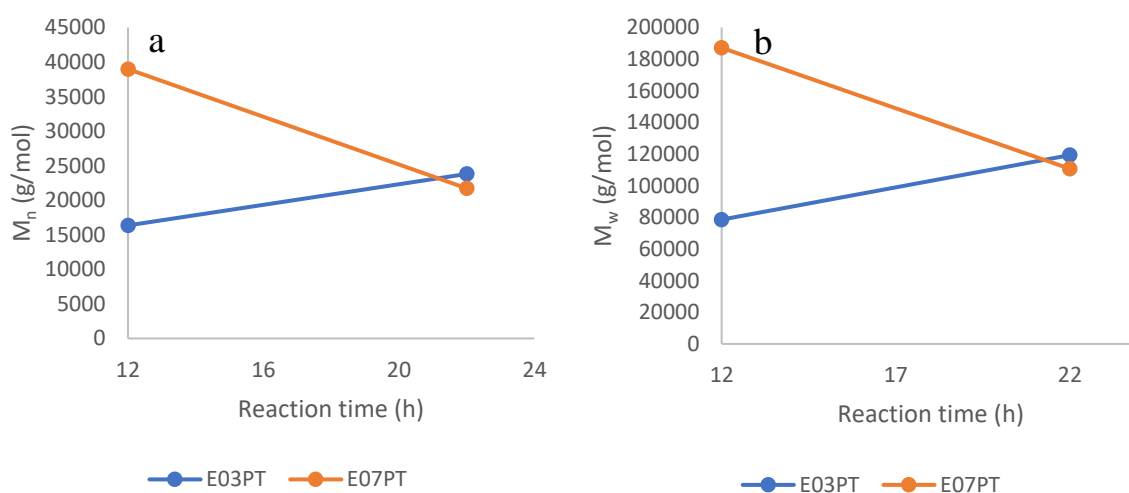 a
45000
40000
35000
30000
25000
20000
15000
10000
5000
0
Mn (g/mol)
12 16 20 24
Reaction time (h)
E03PT E07PT
b
200000
180000
160000
140000
120000
100000
80000
60000
40000
20000
0
Mw (g/mol)
12 17 22
Reaction time (h)
E03PT E07PT